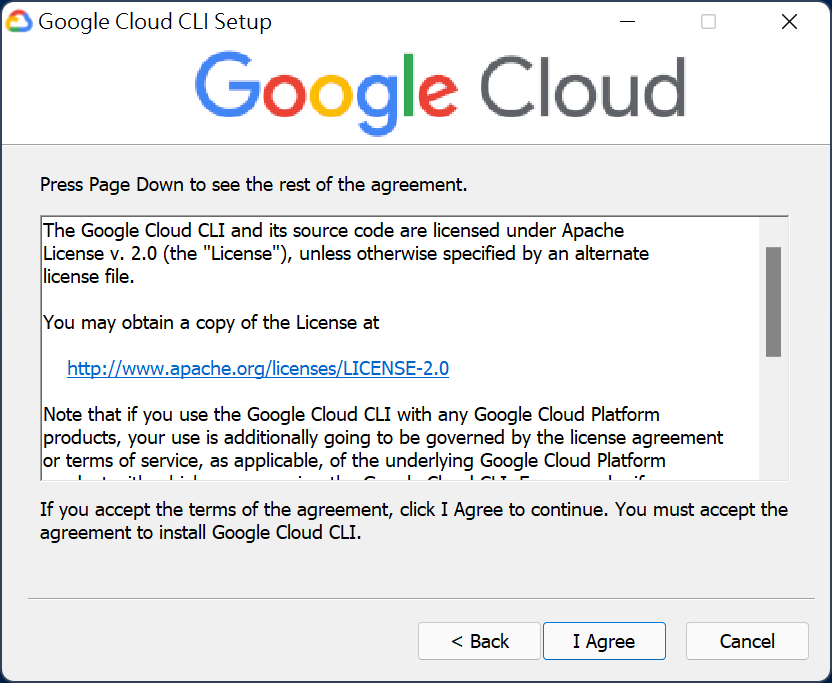 Google Cloud CLI Setup
Google Cloud
Press Page Down to see the rest of the agreement.
The Google Cloud CLI and its source code are licensed under Apache
License v. 2.0 (the "License"), unless otherwise specified by an alternate
license file.
You may obtain a copy of the License at
http://www.apache.org/licenses/LICENSE-2.0
Note that if you use the Google Cloud CLI with any Google Cloud Platform
products, your use is additionally going to be governed by the license agreement
or terms of service, as applicable, of the underlying Google Cloud Platform
If you accept the terms of the agreement, click I Agree to continue. You must accept the
agreement to install Google Cloud CLI.
< Back
I Agree
Cancel